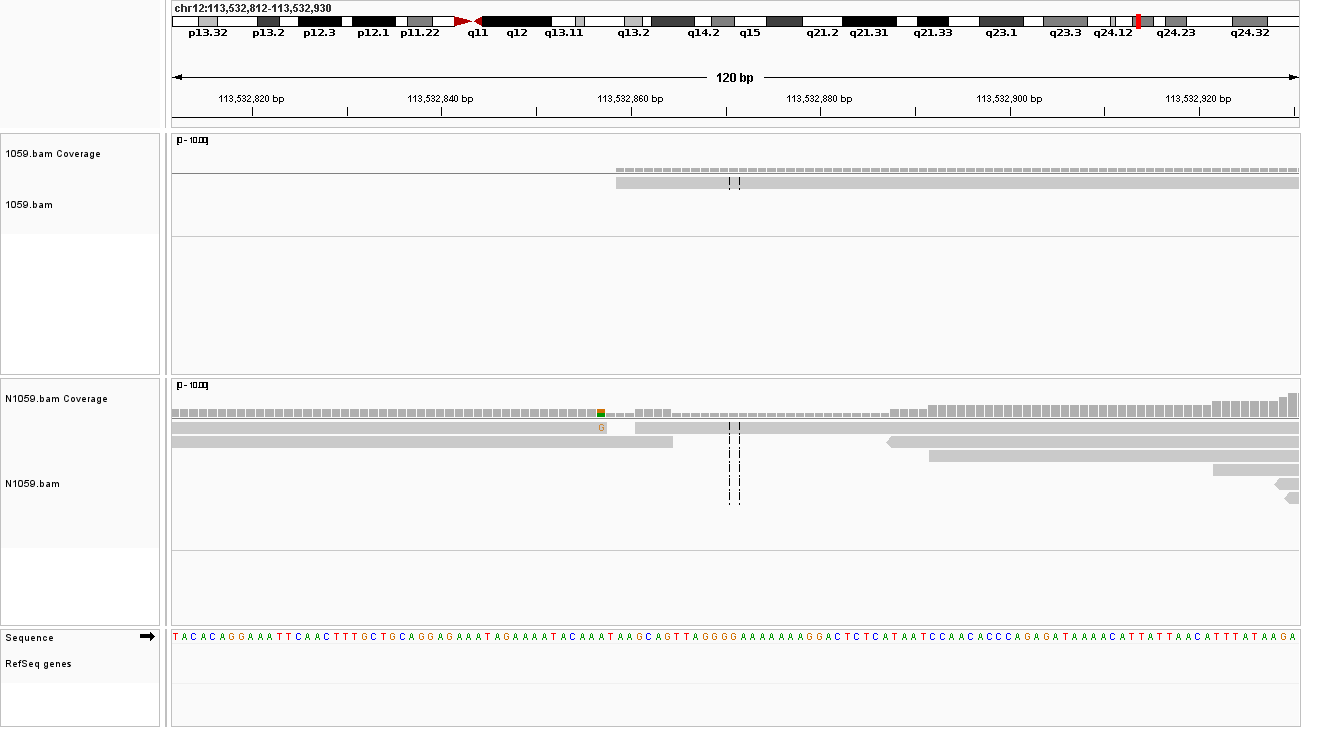 chr12:113,532,812-113,532,930
p13.32 p13.2 p12.3 p12.1 p11.22 q11 q12 q13.11 q13.2 q14.2 q15 q21.2 q21.31 q21.33 q23.1 q23.3 q24.12 q24.23 q24.32
120 bp
113,532,820 bp 113,532,840 bp 113,532,860 bp 113,532,880 bp 113,532,900 bp 113,532,920 bp
[0 - 10.00]
1059.bam Coverage
1059.bam
[0 - 10.00]
N1059.bam Coverage
G
N1059.bam
Sequence T A C A C A G G A A A T T C A A C T T T G C T G C A G G A G A A A T A G A A A A T A C A A A T A A G C A G T T A G G G G A A A A A A A G G A C T C T C A T A A T C C A A C A C C C A G A G A T A A A A C A T T A T T A A C A T T T A T A A G A
RefSeq genes